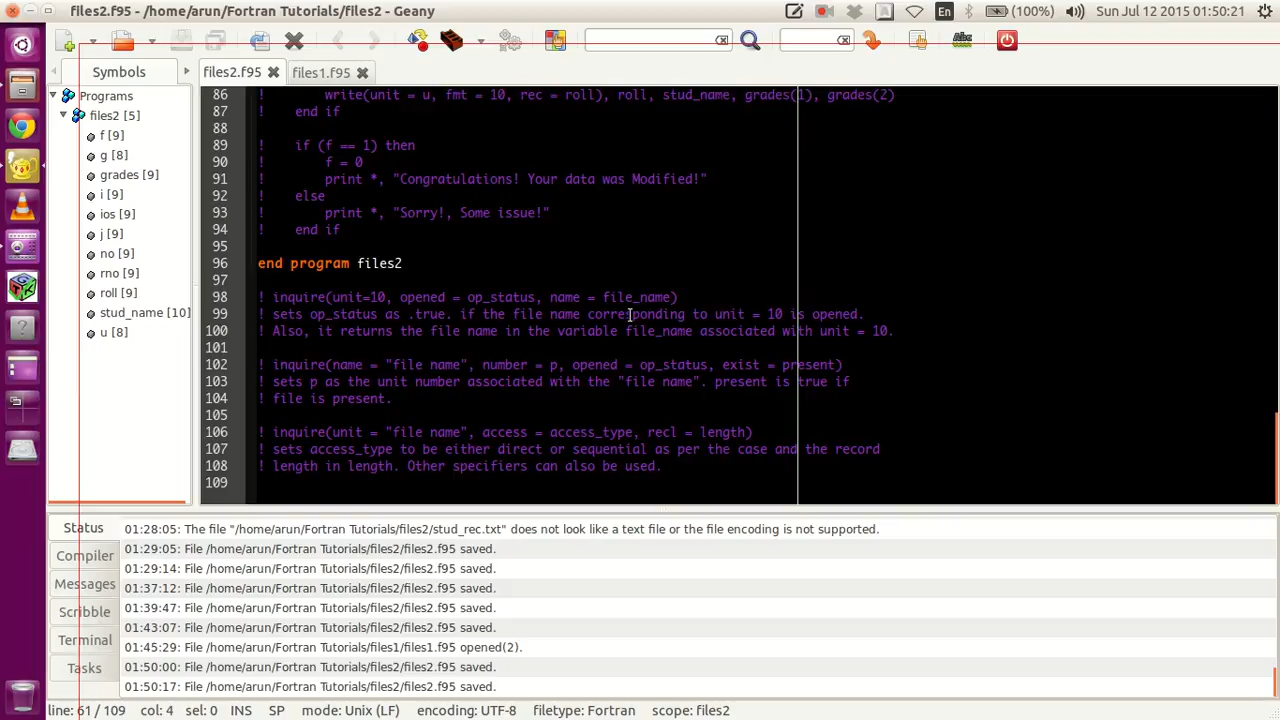 files2.f95 - /home/arun/Fortran Tutorials/files2 - Geany
En
(100%)
Sun Jul 12 2015 01:50:21
Symbols
files2.f95
files1.f95
Programs
files2 [5]
f [9]
g [8]
grades [9]
i [9]
ios [9]
j [9]
no [9]
rno [9]
roll [9]
stud_name [10]
u [8]
86 ! write(unit = u, fmt = 10, rec = roll), roll, stud_name, grades(1), grades(2)
87 ! end if
88
89 ! if (f == 1) then
90 ! f = 0
91 ! print *, "Congratulations! Your data was Modified!"
92 ! else
93 ! print *, "Sorry!, Some issue!"
94 ! end if
95
96 end program files2
97
98 ! inquire(unit=10, opened = op_status, name = file_name)
99 ! sets op_status as .true. if the file name corresponding to unit = 10 is opened.
100 ! Also, it returns the file name in the variable file_name associated with unit = 10.
101
102 ! inquire(name = "file name", number = p, opened = op_status, exist = present)
103 ! sets p as the unit number associated with the "file name". present is true if
104 ! file is present.
105
106 ! inquire(unit = "file name", access = access_type, recl = length)
107 ! sets access_type to be either direct or sequential as per the case and the record
108 ! length in length. Other specifiers can also be used.
109
Status
Compiler
Messages
Scribble
Terminal
Tasks
01:28:05: The file "/home/arun/Fortran Tutorials/files2/stud_rec.txt" does not look like a text file or the file encoding is not supported.
01:29:05: File /home/arun/Fortran Tutorials/files2/files2.f95 saved.
01:29:14: File /home/arun/Fortran Tutorials/files2/files2.f95 saved.
01:37:12: File /home/arun/Fortran Tutorials/files2/files2.f95 saved.
01:39:47: File /home/arun/Fortran Tutorials/files2/files2.f95 saved.
01:43:07: File /home/arun/Fortran Tutorials/files2/files2.f95 saved.
01:45:29: File /home/arun/Fortran Tutorials/files1/files1.f95 opened(2).
01:50:00: File /home/arun/Fortran Tutorials/files2/files2.f95 saved.
01:50:17: File /home/arun/Fortran Tutorials/files2/files2.f95 saved.
line: 61 / 109 col: 4 sel: 0 INS SP mode: Unix (LF) encoding: UTF-8 filetype: Fortran scope: files2